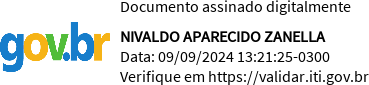 Documento assinado digitalmente
gov.br
NIVALDO APARECIDO ZANELLA
Data: 09/09/2024 13:21:25-0300
Verifique em https://validar.iti.gov.br